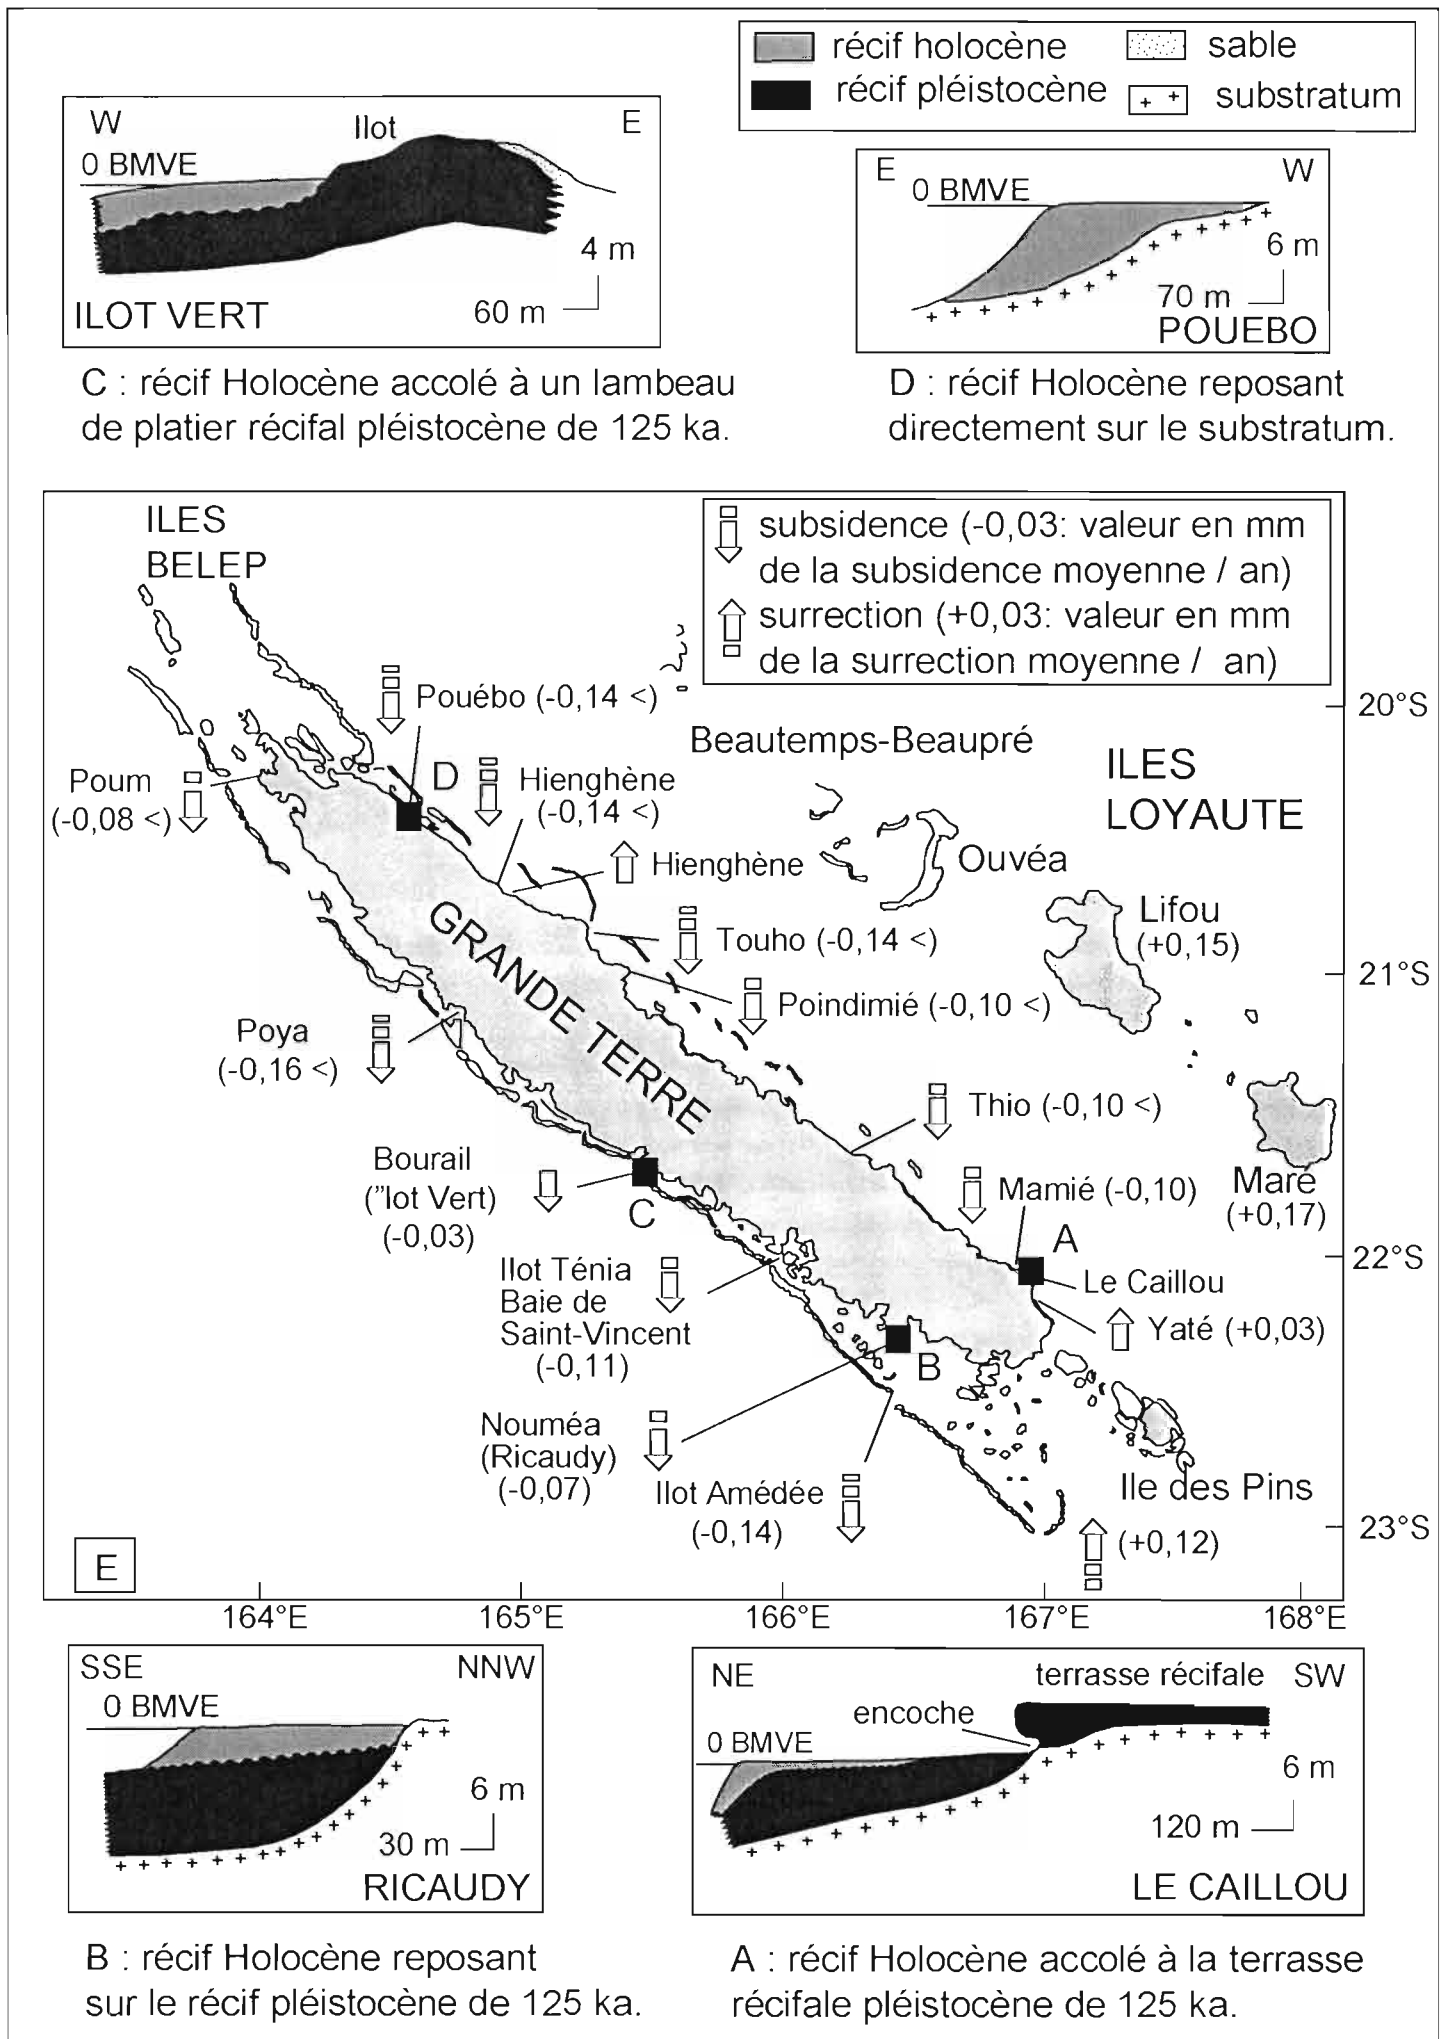 récif holocène
sable
récif pléistocène
substratum
W
Ilot
E
0 BMVE
4 m
60 m
ILOT VERT
E
W
0 BMVE
6 m
70 m
POUEBO
C : récif Holocène accolé à un lambeau
de platier récifal pléistocène de 125 ka.
D : récif Holocène reposant
directement sur le substratum.
ILES
BELEP
subsidence (-0,03: valeur en mm
de la subsidence moyenne / an)
surrection (+0,03: valeur en mm
de la surrection moyenne / an)
Pouébo (-0,14 <)
20°S
Beautemps-Beaupré
ILES
LOYAUTE
Poum
(-0,08 <)
D
Hienghène
(-0,14 <)
Hienghène
Ouvéa
Lifou
(+0,15)
GRANDE TERRE
Touho (-0,14 <)
21°S
Poindimié (-0,10 <)
Poya
(-0,16 <)
Thio (-0,10 <)
Maré
(+0,17)
Bourail
("lot Vert)
(-0,03)
C
Mamié (-0,10)
A
22°S
Le Caillou
Ilot Ténia
Baie de
Saint-Vincent
(-0,11)
Yaté (+0,03)
B
Nouméa
(Ricaudy)
(-0,07)
Ilot Amédée
(-0,14)
Ile des Pins
(+0,12)
23°S
E
164°E
165°E
166°E
167°E
168°E
SSE
NNW
0 BMVE
6 m
30 m
RICAUDY
NE
terrasse récifale
SW
encoche
0 BMVE
6 m
120 m
LE CAILLOU
B : récif Holocène reposant
sur le récif pléistocène de 125 ka.
A : récif Holocène accolé à la terrasse
récifale pléistocène de 125 ka.